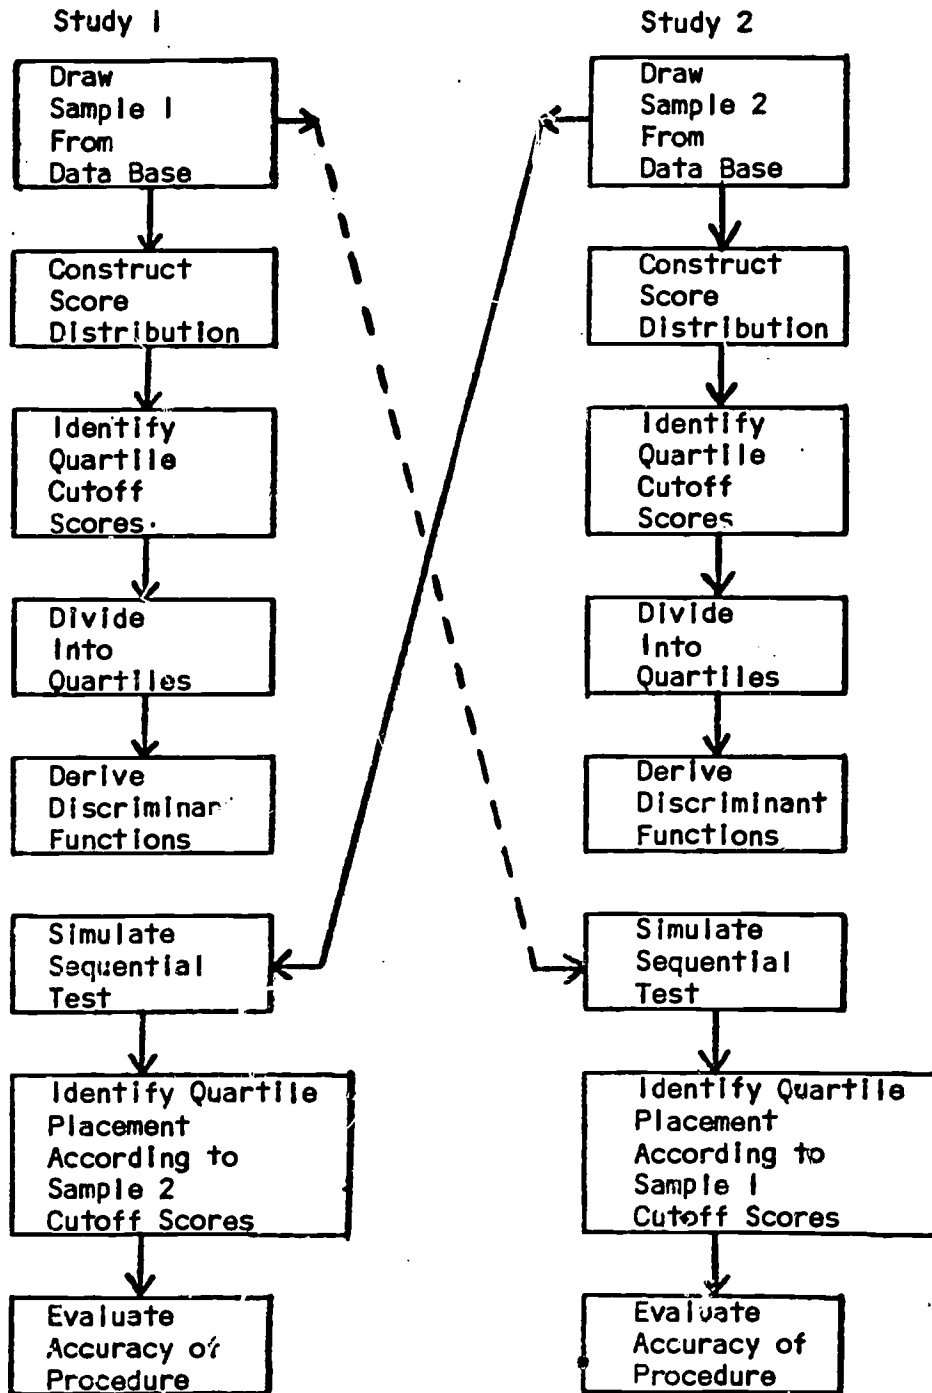 Study 1
Draw
Sample 1
From
Data Base
Construct
Score
Distribution
Identify
Quartile
Cutoff
Scores
Divide
Into
Quartiles
Derive
Discriminan
Functions
Simulate
Sequential
Test
Identify Quartile
Placement
According to
Sample 2
Cutoff Scores
Evaluate
Accuracy of
Procedure
Study 2
Draw
Sample 2
From
Data Base
Construct
Score
Distribution
Identify
Quartile
Cutoff
Scores
Divide
Into
Quartiles
Derive
Discriminant
Functions
Simulate
Sequential
Test
Identify Quartile
Placement
According to
Sample 1
Cutoff Scores
Evaluate
Accuracy of
Procedure